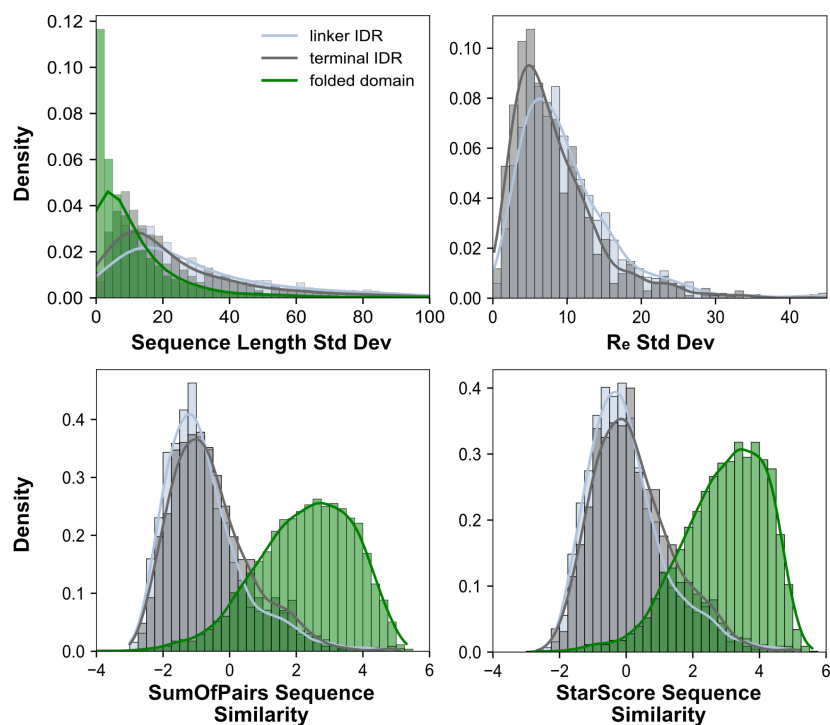 0.12
0.10
0.08
0.06
0.04
0.02
0.00
Density
linker IDR
terminal IDR
folded domain
0 20 40 60 80 100
Sequence Length Std Dev
0.10
0.08
0.06
0.04
0.02
0.00
0 10 20 30 40
Re Std Dev
0.4
0.3
0.2
0.1
0.0
Density
−4 −2 0 2 4 6
SumOfPairs Sequence
Similarity
0.4
0.3
0.2
0.1
0.0
−4 −2 0 2 4 6
StarScore Sequence
Similarity